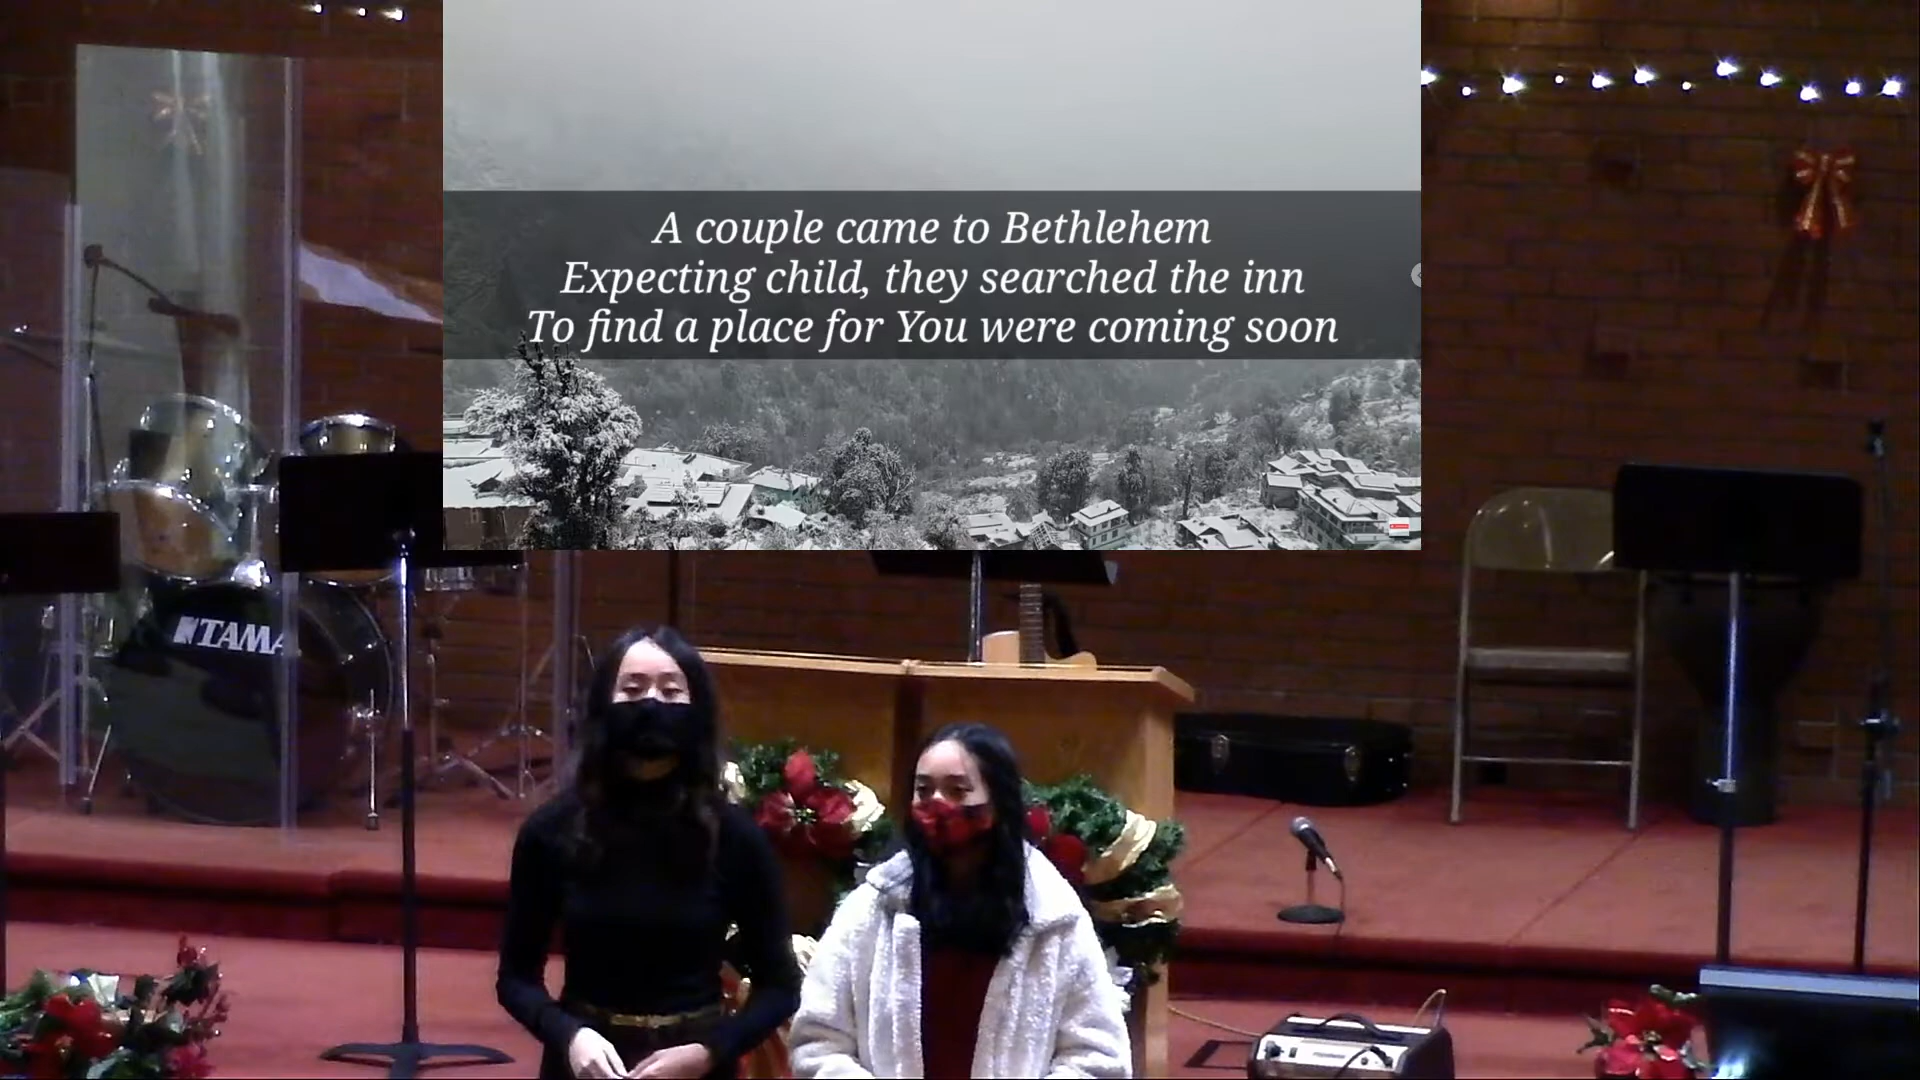 A couple came to Bethlehem
Expecting child, they searched the inn
To find a place for You were coming soon
TAMA